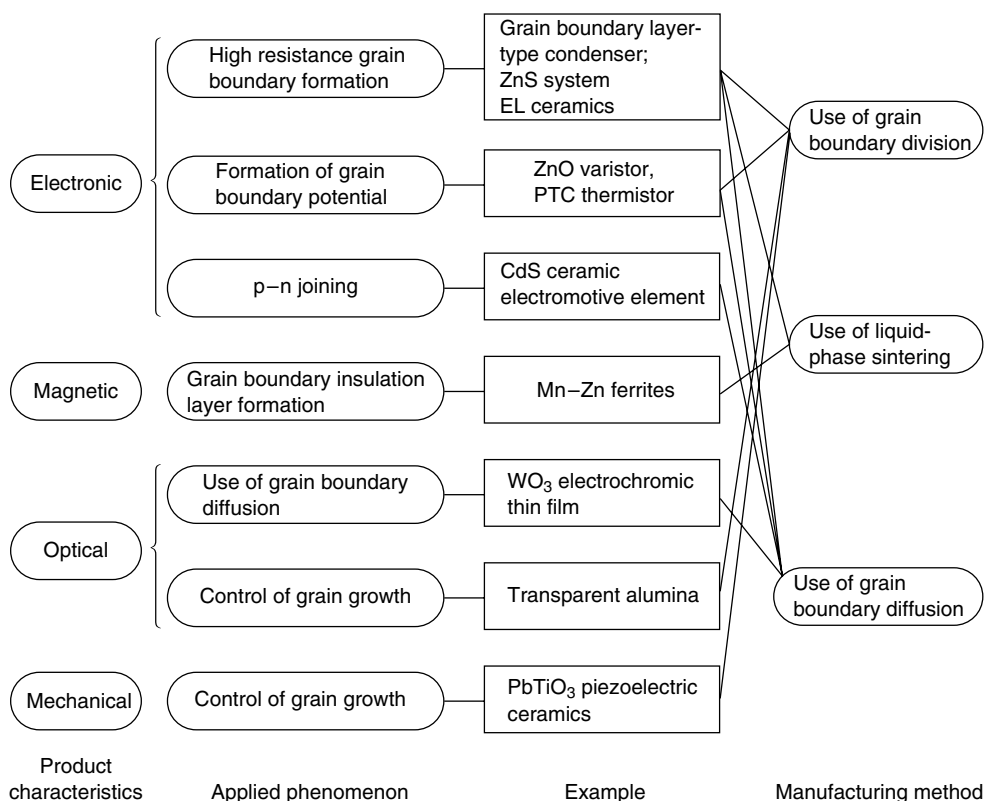 High resistance grain
boundary formation
Grain boundary layer-
type condenser;
ZnS system
EL ceramics
Use of grain
boundary division
Electronic
Formation of grain
boundary potential
ZnO varistor,
PTC thermistor
p–n joining
CdS ceramic
electromotive element
Use of liquid-
phase sintering
Magnetic
Grain boundary insulation
layer formation
Mn–Zn ferrites
Optical
Use of grain boundary
diffusion
WO₃ electrochromic
thin film
Control of grain growth
Transparent alumina
Use of grain
boundary diffusion
Mechanical
Control of grain growth
PbTiO₃ piezoelectric
ceramics
Product
characteristics
Applied phenomenon
Example
Manufacturing method